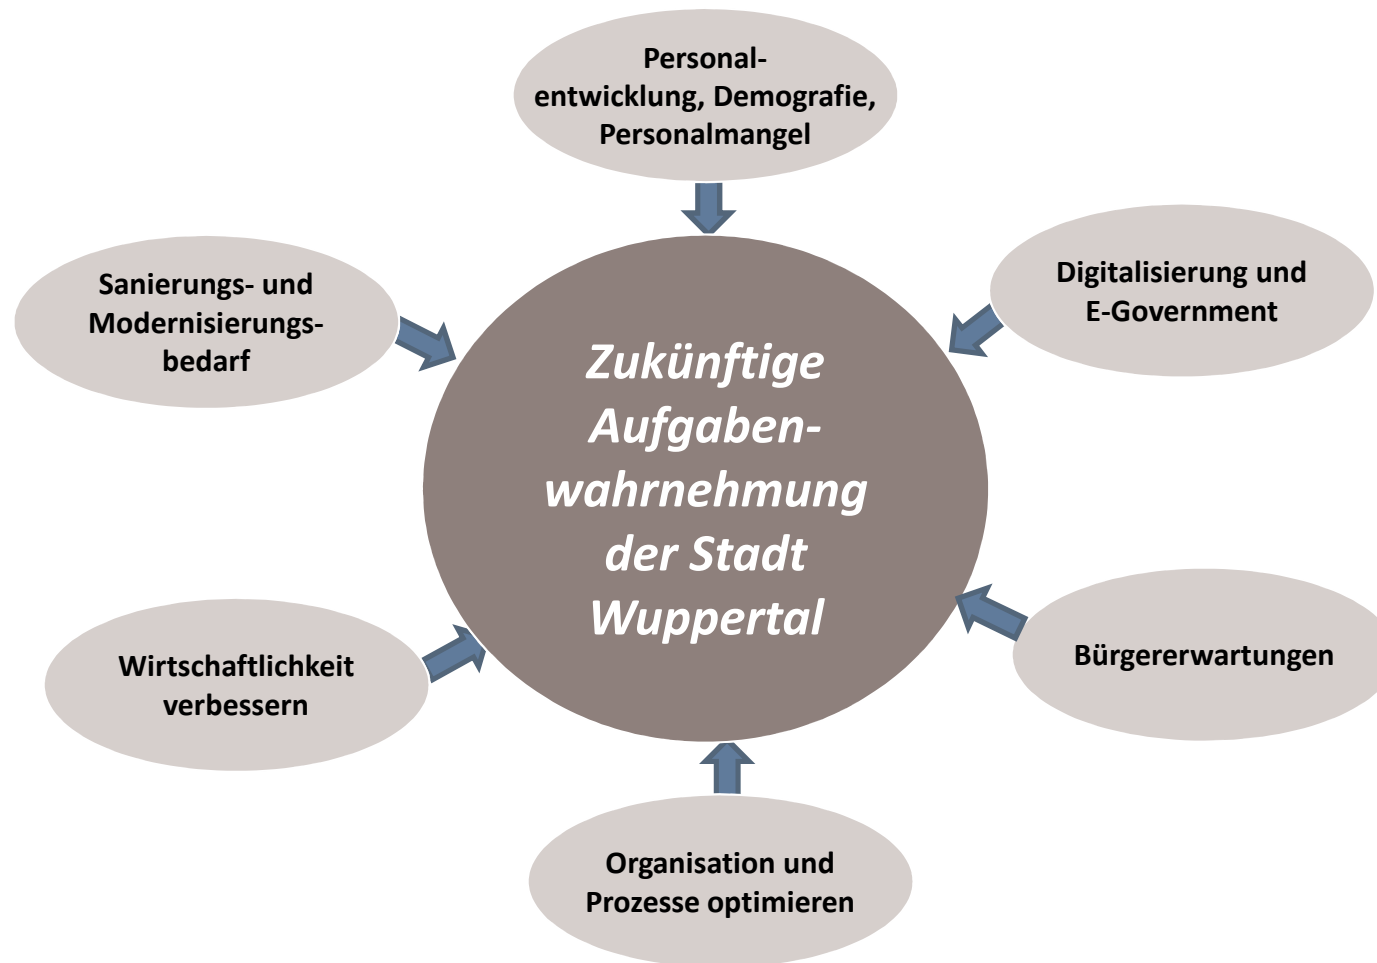 Personal-
entwicklung, Demografie,
Personalmangel
Sanierungs- und
Modernisierungs-
bedarf
Digitalisierung und
E-Government
Zukünftige
Aufgaben-
wahrnehmung
der Stadt
Wuppertal
Wirtschaftlichkeit
verbessern
Bürgererwartungen
Organisation und
Prozesse optimieren